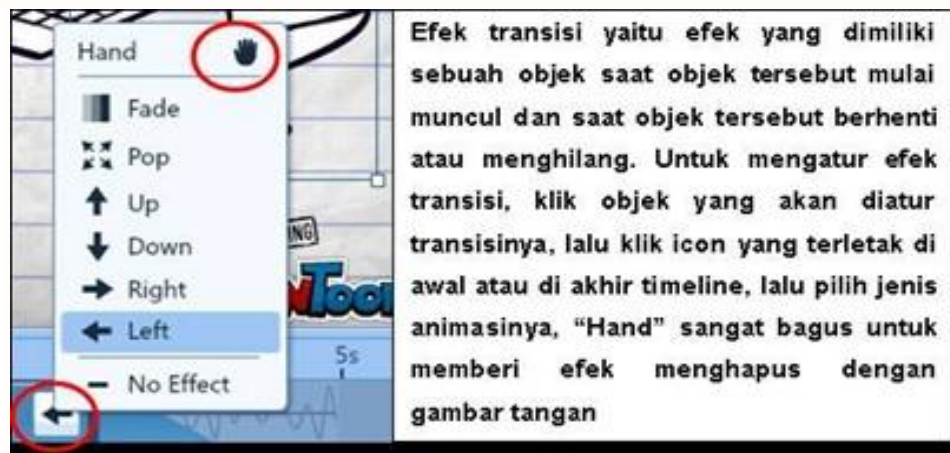 Hand
Fade
Pop
Up
Down
Right
Left
No Effect
5s
Efek transisi yaitu efek yang dimiliki
sebuah objek saat objek tersebut mulai
muncul dan saat objek tersebut berhenti
atau menghilang. Untuk mengatur efek
transisi, klik objek yang akan diatur
transisinya, lalu klik icon yang terletak di
awal atau di akhir timeline, lalu pilih jenis
animasinya, “Hand” sangat bagus untuk
memberi efek menghapus dengan
gambar tangan